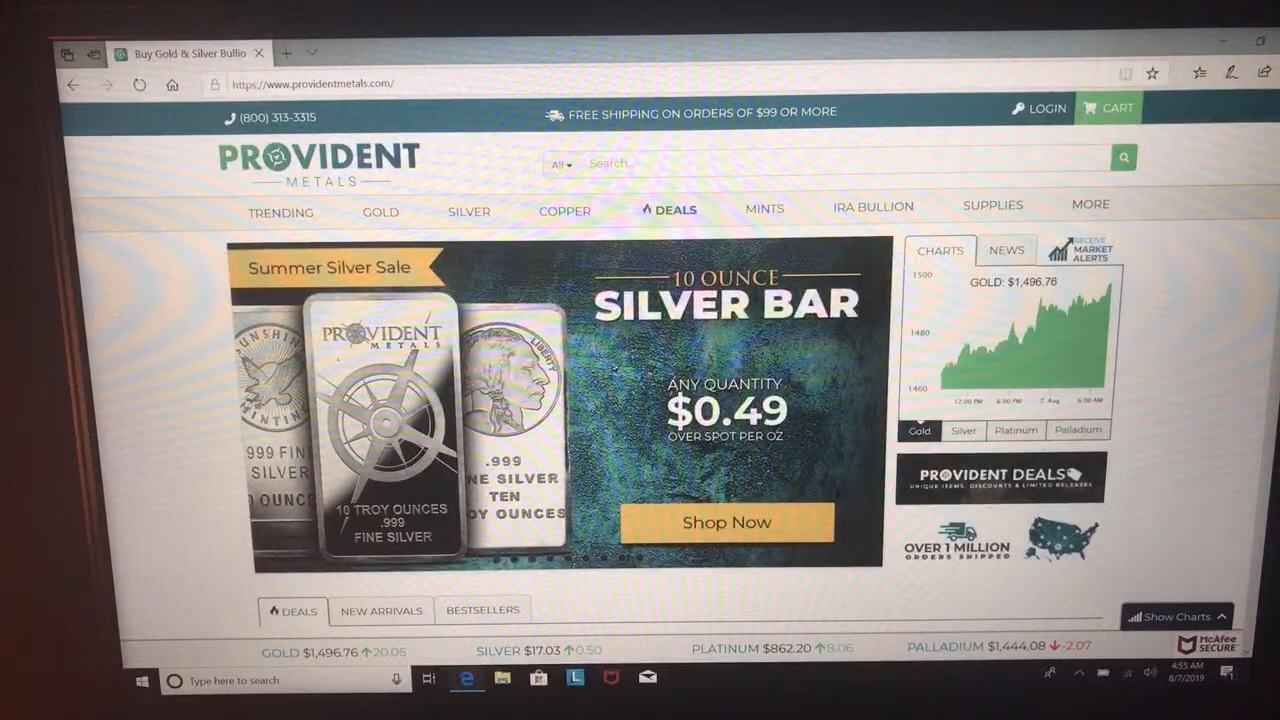 Buy Gold & Silver Bullio
https://www.providentmetals.com/
(800) 313-3315
FREE SHIPPING ON ORDERS OF $99 OR MORE
LOGIN
CART
PROVIDENT
METALS
All
Search...
TRENDING
GOLD
SILVER
COPPER
DEALS
MINTS
IRA BULLION
SUPPLIES
MORE
Summer Silver Sale
SUNSHINE
MINTING
.999 FIN
SILVER
OUNCE
PROVIDENT
METALS
10 TROY OUNCES
.999
FINE SILVER
LIBERTY
.999
NE SILVER
TEN
OY OUNCES
10 OUNCE
SILVER BAR
ANY QUANTITY
$0.49
OVER SPOT PER OZ
Shop Now
CHARTS
NEWS
RECEIVE
MARKET
ALERTS
GOLD: $1,496.76
1500
1480
1460
12:00 PM
6:00 PM
7. Aug
6:00 AM
Gold
Silver
Platinum
Palladium
PROVIDENT DEALS
UNIQUE ITEMS, DISCOUNTS & LIMITED RELEASES
OVER 1 MILLION
ORDERS SHIPPED
DEALS
NEW ARRIVALS
BESTSELLERS
Show Charts
GOLD $1,496.76 ↑20.05
SILVER $17.03 ↑0.50
PLATINUM $862.20 ↑8.06
PALLADIUM $1,444.08 ↓-2.07
McAfee
SECURE
Type here to search
L
4:55 AM
8/7/2019